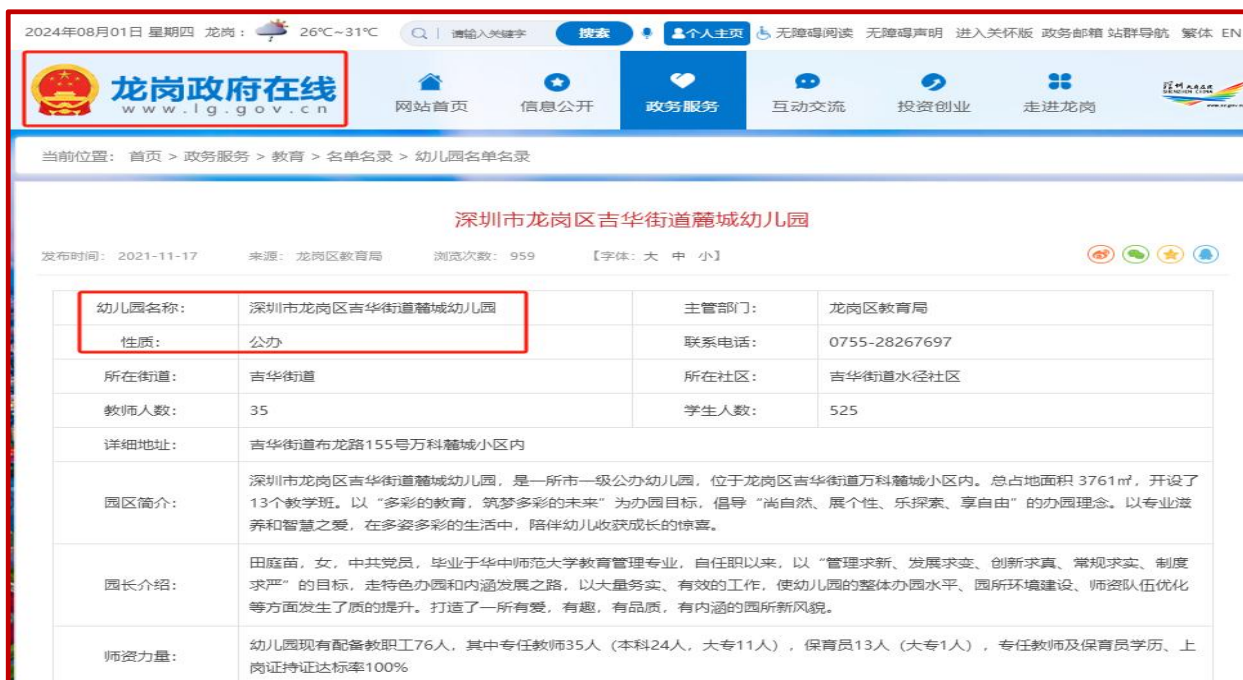 2024年08月01日 星期四 龙岗: 26℃~31℃ 请输入关键字 搜索 个人主页 无障碍阅读 无障碍声明 进入关怀版 政务邮箱 站群导航 繁体 EN
龙岗政府在线
www.lg.gov.cn
网站首页 信息公开 政务服务 互动交流 投资创业 走进龙岗
当前位置: 首页 > 政务服务 > 教育 > 名单名录 > 幼儿园名单名录
深圳市龙岗区吉华街道麓城幼儿园
发布时间: 2021-11-17 来源: 龙岗区教育局 浏览次数: 959 【字体: 大 中 小】
幼儿园名称: 深圳市龙岗区吉华街道麓城幼儿园 主管部门: 龙岗区教育局
性质: 公办 联系电话: 0755-28267697
所在街道: 吉华街道 所在社区: 吉华街道水径社区
教师人数: 35 学生人数: 525
详细地址: 吉华街道布龙路155号万科麓城小区内
园区简介: 深圳市龙岗区吉华街道麓城幼儿园，是一所市一级公办幼儿园，位于龙岗区吉华街道万科麓城小区内。总占地面积 3761㎡，开设了
13个教学班。以“多彩的教育，筑梦多彩的未来”为办园目标，倡导“尚自然、展个性、乐探索、享自由”的办园理念。以专业滋
养和智慧之爱，在多姿多彩的生活中，陪伴幼儿收获成长的惊喜。
园长介绍: 田庭苗，女，中共党员，毕业于华中师范大学教育管理专业，自任职以来，以“管理求新、发展求变、创新求真、常规求实、制度
求严”的目标，走特色办园和内涵发展之路，以大量务实、有效的工作，使幼儿园的整体办园水平、园所环境建设、师资队伍优化
等方面发生了质的提升。打造了一所有爱，有趣，有品质，有内涵的园所新风貌。
师资力量: 幼儿园现有配备教职工76人，其中专任教师35人（本科24人，大专11人），保育员13人（大专1人），专任教师及保育员学历、上
岗证持证达标率100%